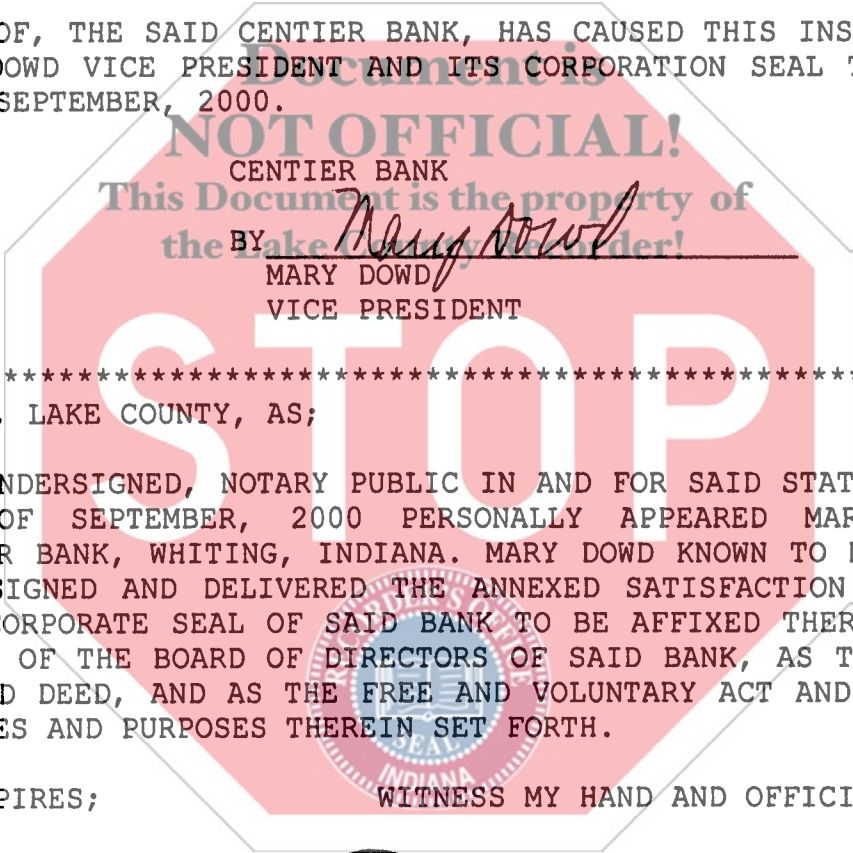 OF, THE SAID CENTIER BANK, HAS CAUSED THIS INS
DOWD VICE PRESIDENT AND ITS CORPORATION SEAL
SEPTEMBER, 2000.
Document is
NOT OFFICIAL!
This Document is the property of
the Lake County Recorder!
CENTIER BANK
BY Mary Dowd
MARY DOWD
VICE PRESIDENT
STOP
**********************************************
LAKE COUNTY, AS;
NDERSIGNED, NOTARY PUBLIC IN AND FOR SAID STAT
OF SEPTEMBER, 2000 PERSONALLY APPEARED MAR
R BANK, WHITING, INDIANA. MARY DOWD KNOWN TO
SIGNED AND DELIVERED THE ANNEXED SATISFACTION
CORPORATE SEAL OF SAID BANK TO BE AFFIXED THER
OF THE BOARD OF DIRECTORS OF SAID BANK, AS T
D DEED, AND AS THE FREE AND VOLUNTARY ACT AND
ES AND PURPOSES THEREIN SET FORTH.
RECORDER'S OFFICE
SEAL
INDIANA
PIRES;
WITNESS MY HAND AND OFFICI